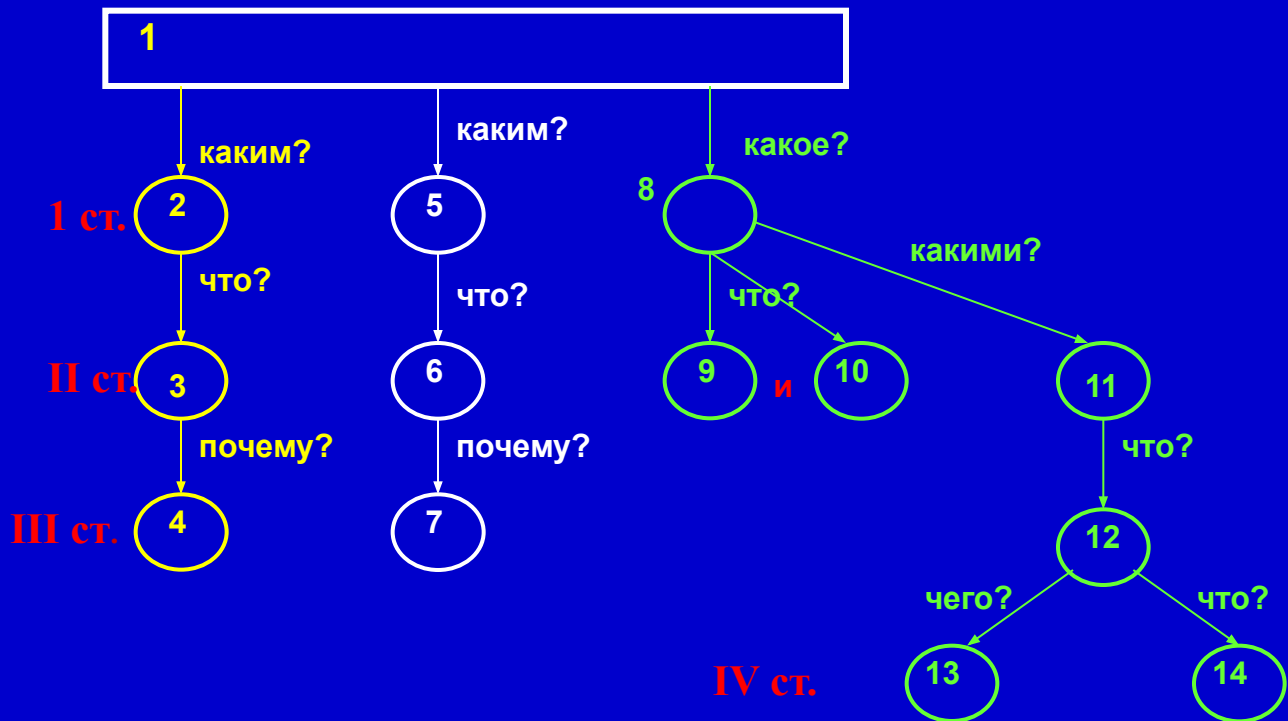 1
каким?
каким?
какое?
1 ст.
2
5
8
какими?
что?
что?
что?
II ст.
3
6
9
и
10
11
почему?
почему?
что?
III ст.
4
7
12
чего?
что?
IV ст.
13
14